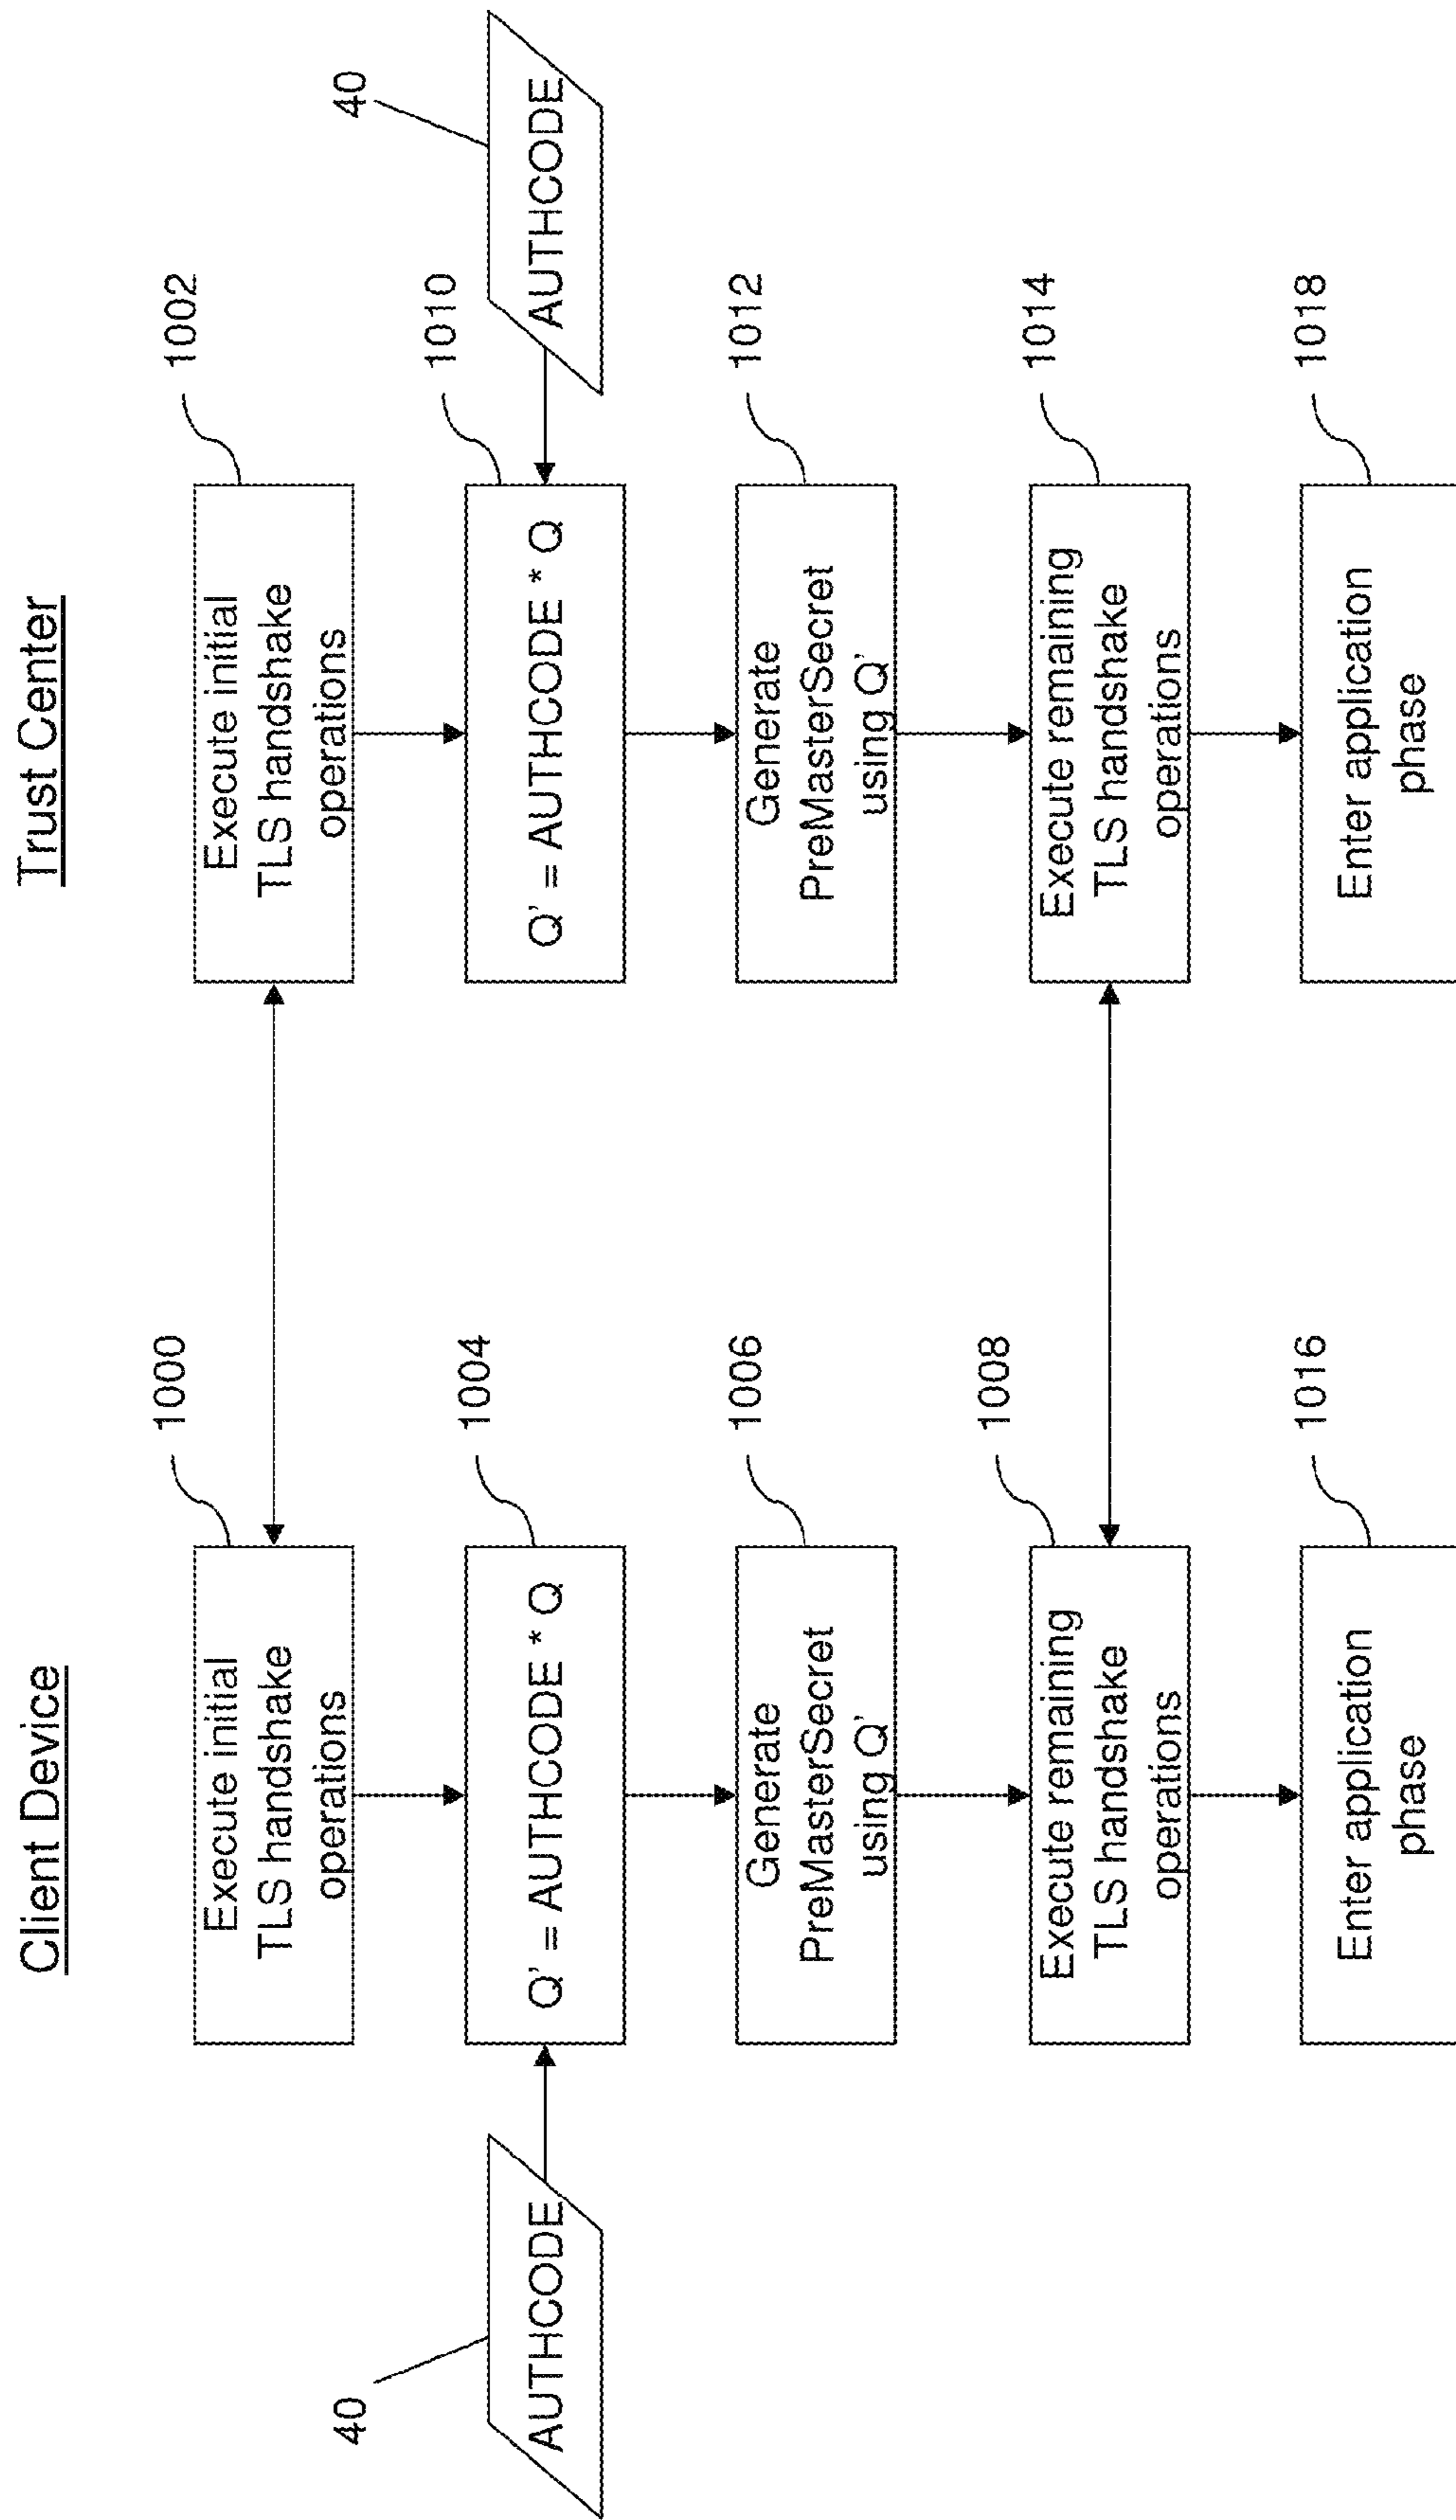 Client Device
Trust Center
1000
Execute initial
TLS handshake
operations
1002
Execute initial
TLS handshake
operations
40
AUTHCODE
1004
Q' = AUTHCODE * Q
1010
Q' = AUTHCODE * Q
40
AUTHCODE
1006
Generate
PreMasterSecret
using Q'
1012
Generate
PreMasterSecret
using Q'
1008
Execute remaining
TLS handshake
operations
1014
Execute remaining
TLS handshake
operations
1016
Enter application
phase
1018
Enter application
phase